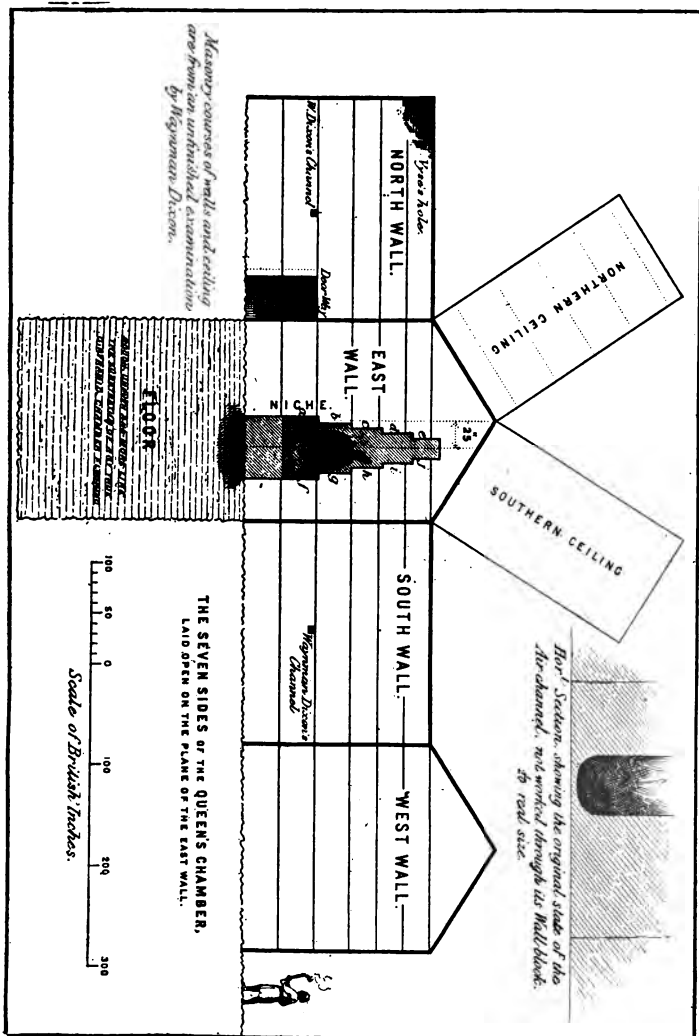 Masonry courses of walls and ceiling
are from an unfinished examination
by Waynman Dixon.
Vyse's hole.
NORTH WALL.
W. Dixon's Channel
Door-Way
NORTHERN CEILING
EAST
WALL.
25"
NICHE
b
d
g
h
i
f
FLOOR
SOUTHERN CEILING
SOUTH WALL.
Waynman Dixon's
Channel
WEST WALL.
Horl. Section, showing the original state of the
Air-channel, not worked through its Wall-block.
to real size.
THE SEVEN SIDES OF THE QUEEN'S CHAMBER,
LAID OPEN ON THE PLANE OF THE EAST WALL.
100 50 0 100 200 300
Scale of British Inches.